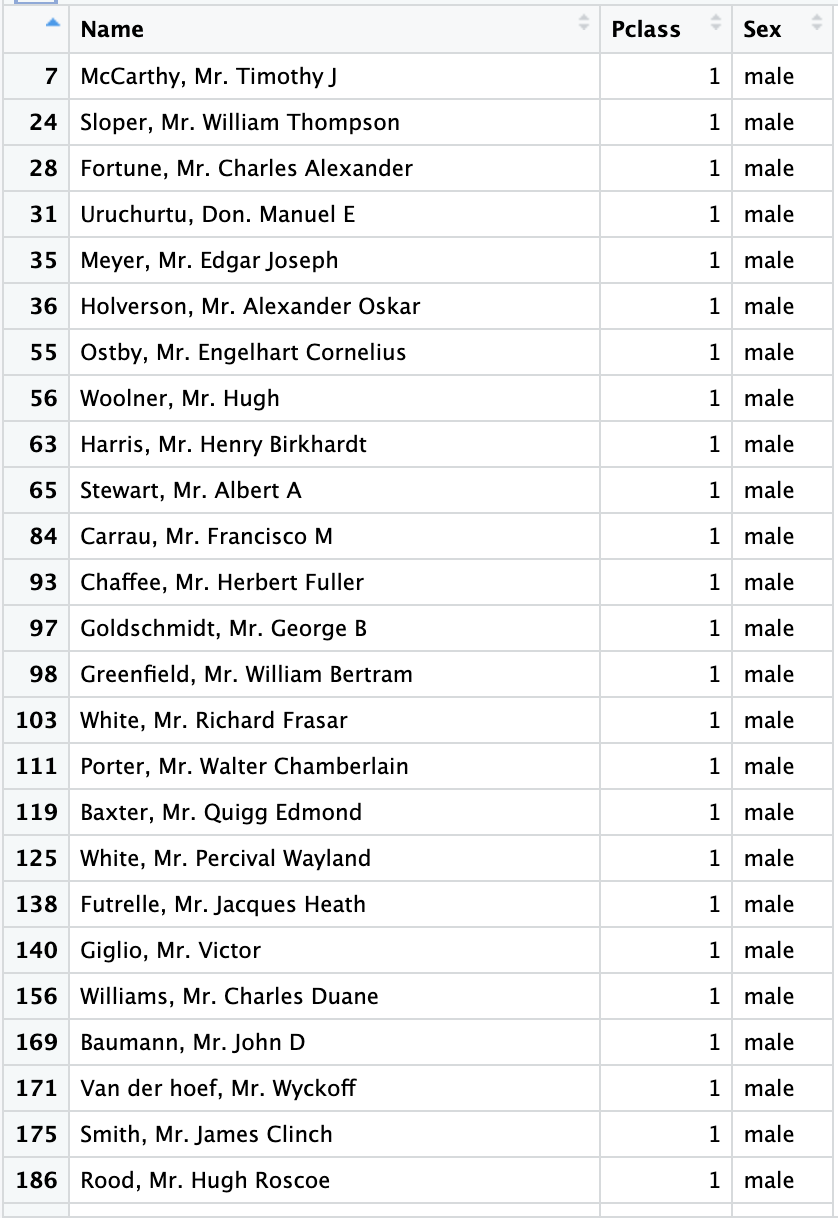 Name Pclass Sex
7 McCarthy, Mr. Timothy J 1 male
24 Sloper, Mr. William Thompson 1 male
28 Fortune, Mr. Charles Alexander 1 male
31 Uruchurtu, Don. Manuel E 1 male
35 Meyer, Mr. Edgar Joseph 1 male
36 Holverson, Mr. Alexander Oskar 1 male
55 Ostby, Mr. Engelhart Cornelius 1 male
56 Woolner, Mr. Hugh 1 male
63 Harris, Mr. Henry Birkhardt 1 male
65 Stewart, Mr. Albert A 1 male
84 Carrau, Mr. Francisco M 1 male
93 Chaffee, Mr. Herbert Fuller 1 male
97 Goldschmidt, Mr. George B 1 male
98 Greenfield, Mr. William Bertram 1 male
103 White, Mr. Richard Frasar 1 male
111 Porter, Mr. Walter Chamberlain 1 male
119 Baxter, Mr. Quigg Edmond 1 male
125 White, Mr. Percival Wayland 1 male
138 Futrelle, Mr. Jacques Heath 1 male
140 Giglio, Mr. Victor 1 male
156 Williams, Mr. Charles Duane 1 male
169 Baumann, Mr. John D 1 male
171 Van der hoef, Mr. Wyckoff 1 male
175 Smith, Mr. James Clinch 1 male
186 Rood, Mr. Hugh Roscoe 1 male